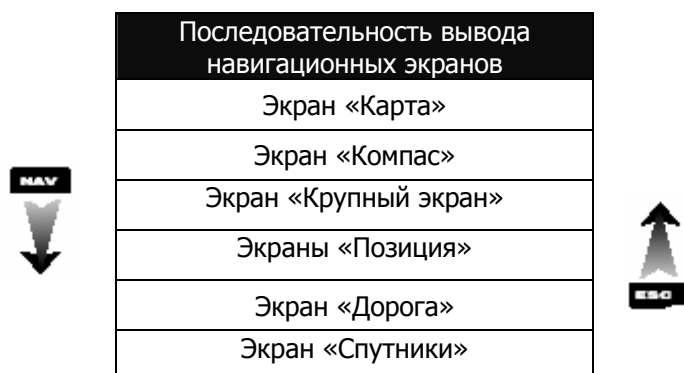 Последовательность вывода
навигационных экранов
Экран «Карта»
Экран «Компас»
NAV
Экран «Крупный экран»
Экраны «Позиция»
ESC
Экран «Дорога»
Экран «Спутники»